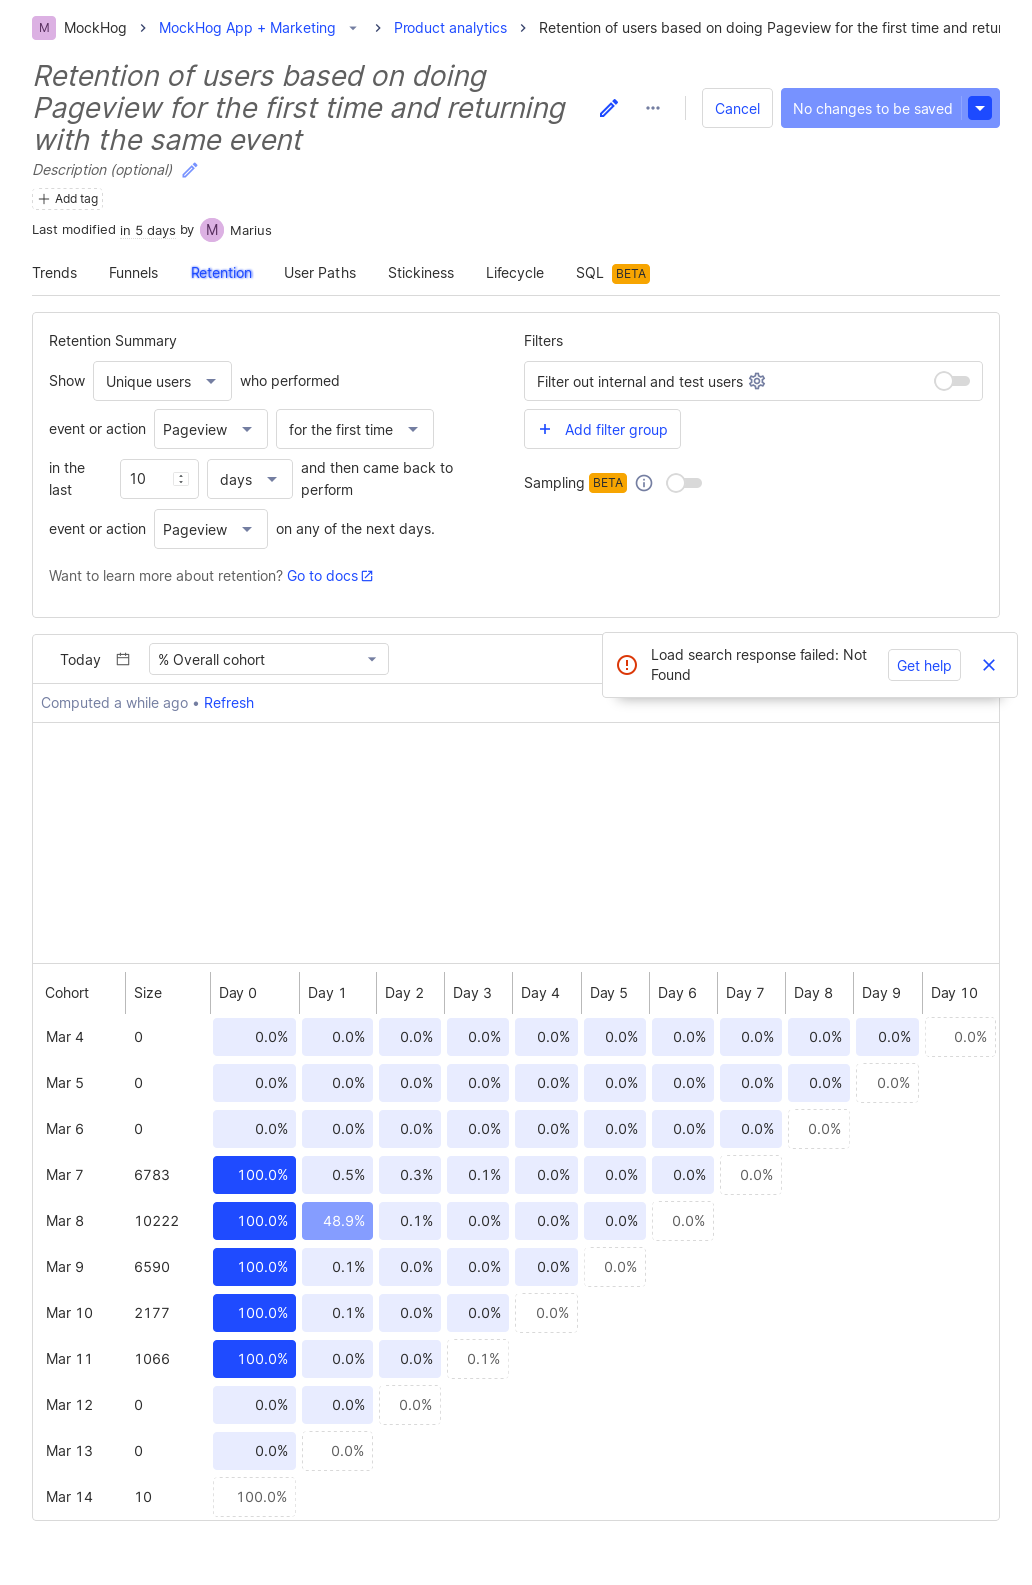 M MockHog > MockHog App + Marketing > Product analytics > Retention of users based on doing Pageview for the first time and retur
Retention of users based on doing
Pageview for the first time and returning
with the same event
Cancel
No changes to be saved
Description (optional)
Add tag
Last modified in 5 days by M Marius
Trends Funnels Retention User Paths Stickiness Lifecycle SQL BETA
Retention Summary
Show Unique users who performed
event or action Pageview for the first time
in the last 10 days and then came back to perform
event or action Pageview on any of the next days.
Want to learn more about retention? Go to docs
Filters
Filter out internal and test users
Add filter group
Sampling BETA
Today % Overall cohort
Load search response failed: Not
Found
Get help
Computed a while ago • Refresh
Cohort Size Day 0 Day 1 Day 2 Day 3 Day 4 Day 5 Day 6 Day 7 Day 8 Day 9 Day 10
Mar 4 0 0.0% 0.0% 0.0% 0.0% 0.0% 0.0% 0.0% 0.0% 0.0% 0.0% 0.0%
Mar 5 0 0.0% 0.0% 0.0% 0.0% 0.0% 0.0% 0.0% 0.0% 0.0% 0.0%
Mar 6 0 0.0% 0.0% 0.0% 0.0% 0.0% 0.0% 0.0% 0.0% 0.0%
Mar 7 6783 100.0% 0.5% 0.3% 0.1% 0.0% 0.0% 0.0% 0.0%
Mar 8 10222 100.0% 48.9% 0.1% 0.0% 0.0% 0.0% 0.0%
Mar 9 6590 100.0% 0.1% 0.0% 0.0% 0.0% 0.0%
Mar 10 2177 100.0% 0.1% 0.0% 0.0% 0.0%
Mar 11 1066 100.0% 0.0% 0.0% 0.1%
Mar 12 0 0.0% 0.0% 0.0%
Mar 13 0 0.0% 0.0%
Mar 14 10 100.0%